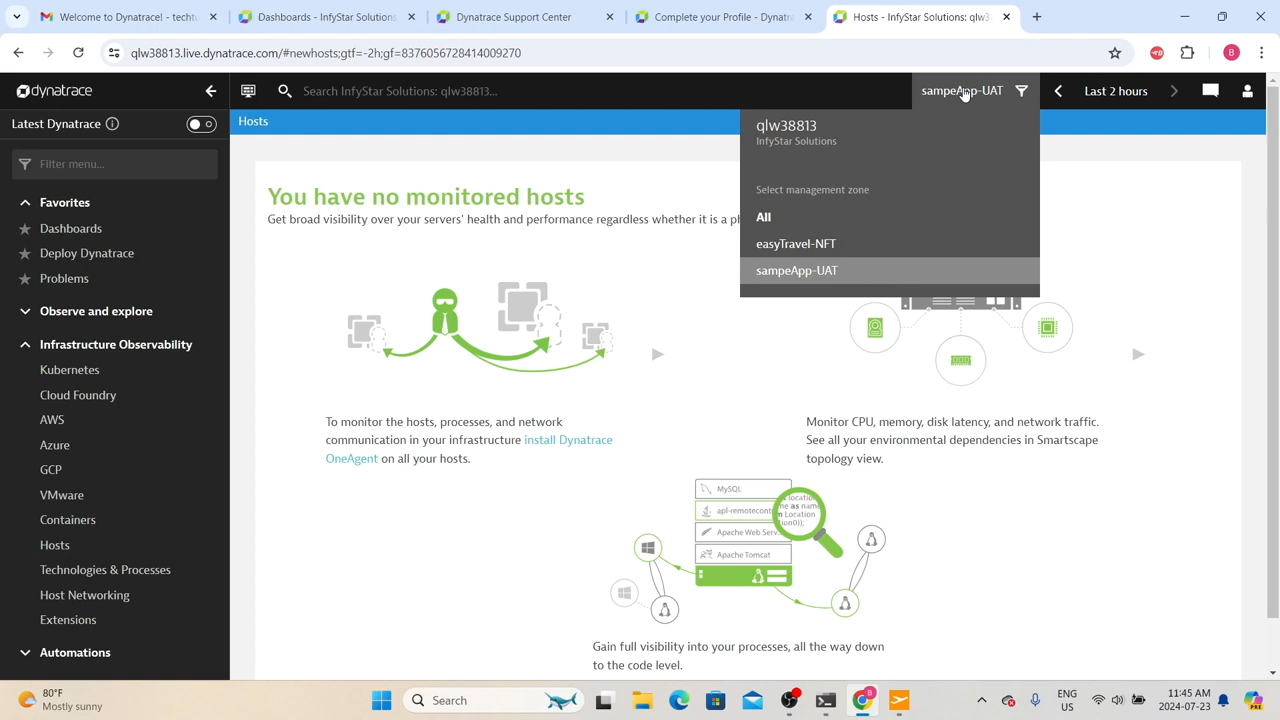 Dynatrace Tutorial - techtu
Dashboards - InfyStar Solutions
Dynatrace Support Center
Complete your Profile - Dynatr
Hosts - InfyStar Solutions: qlw3
qlw38813.live.dynatrace.com/#newhosts;gtf=-2h;gf=8376056728414009270
B
dynatrace
Search InfyStar Solutions: qlw38813...
sampeApp-UAT
Last 2 hours
Latest Dynatrace
Hosts
Filter menu...
Favorites
Dashboards
Deploy Dynatrace
Problems
Observe and explore
Infrastructure Observability
Kubernetes
Cloud Foundry
AWS
Azure
GCP
VMware
Containers
Hosts
Technologies & Processes
Host Networking
Extensions
Automations
qlw38813
InfyStar Solutions
Select management zone
All
easyTravel-NFT
sampeApp-UAT
You have no monitored hosts
Get broad visibility over your servers' health and performance regardless whether it is a ph
To monitor the hosts, processes, and network
communication in your infrastructure install Dynatrace
OneAgent on all your hosts.
Monitor CPU, memory, disk latency, and network traffic.
See all your environmental dependencies in Smartscape
topology view.
MySQL
apl-remotecont
Apache Web Serv
Apache Tomcat
Gain full visibility into your processes, all the way down
to the code level.
80°F
Mostly sunny
Search
B
ENG
US
11:45 AM
2024-07-23
PRE